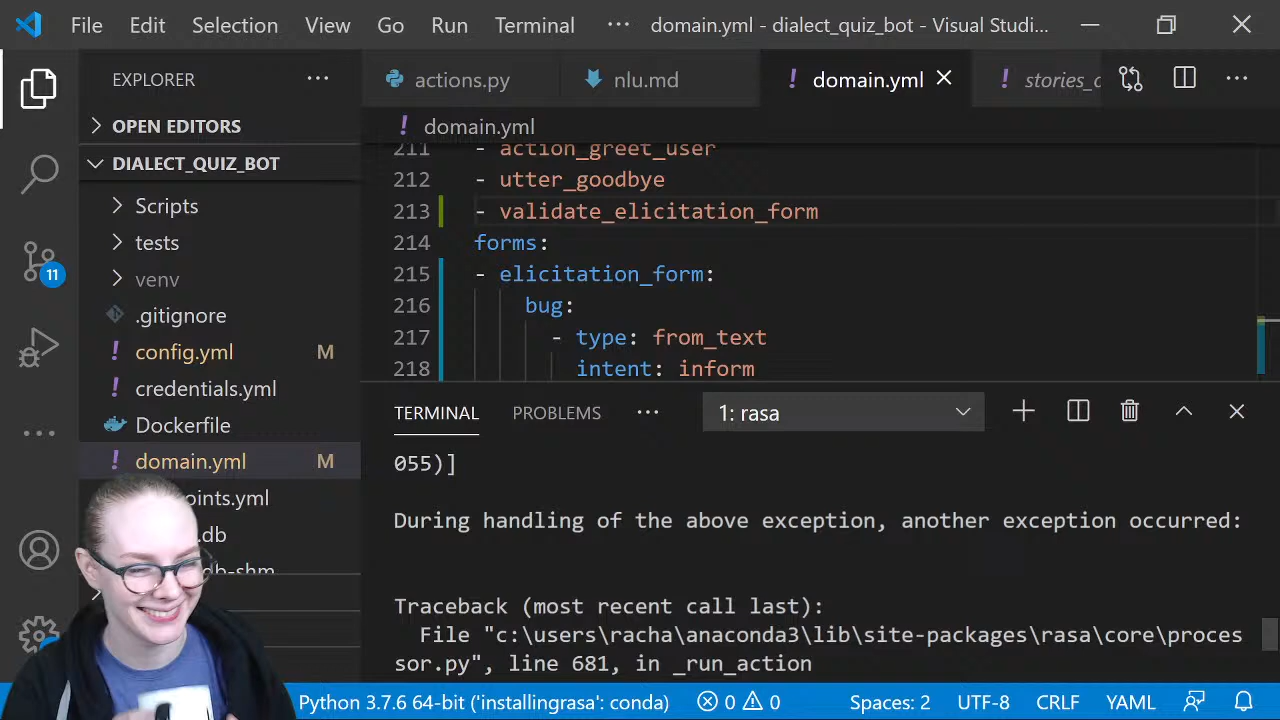 File Edit Selection View Go Run Terminal ··· domain.yml - dialect_quiz_bot - Visual Studi...
EXPLORER ···
actions.py nlu.md domain.yml stories_
OPEN EDITORS
domain.yml
DIALECT_QUIZ_BOT
Scripts
tests
venv
.gitignore
config.yml M
credentials.yml
Dockerfile
domain.yml M
oints.yml
.db
db-shm
11
211 - action_greet_user
212 - utter_goodbye
213 - validate_elicitation_form
214 forms:
215 - elicitation_form:
216 bug:
217 - type: from_text
218 intent: inform
TERMINAL PROBLEMS ··· 1: rasa
055)]
During handling of the above exception, another exception occurred:
Traceback (most recent call last):
File "c:\users\racha\anaconda3\lib\site-packages\rasa\core\proces
sor.py", line 681, in _run_action
Python 3.7.6 64-bit ('installingrasa': conda) 0 0 Spaces: 2 UTF-8 CRLF YAML